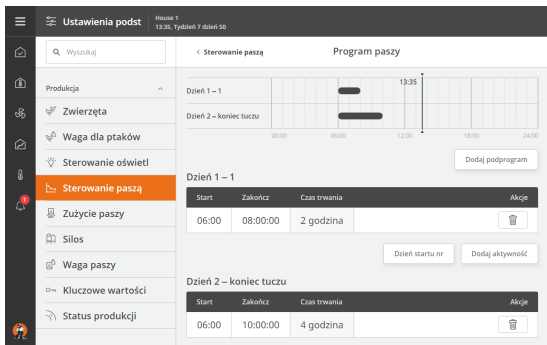 Ustawienia podst
House 1
13:35, Tydzień 7 dzień 50
Wyszukaj
Produkcja
Zwierzęta
Waga dla ptaków
Sterowanie oświetl
Sterowanie paszą
Zużycie paszy
Silos
Waga paszy
Kluczowe wartości
Status produkcji
1
< Sterowanie paszą
Program paszy
13:35
Dzień 1 – 1
Dzień 2 – koniec tuczu
00:00 06:00 12:00 18:00 24:00
Dodaj podprogram
Dzień 1 – 1
Start Zakończ Czas trwania Akcje
06:00 08:00:00 2 godzina
Dzień startu nr Dodaj aktywność
Dzień 2 – koniec tuczu
Start Zakończ Czas trwania Akcje
06:00 10:00:00 4 godzina